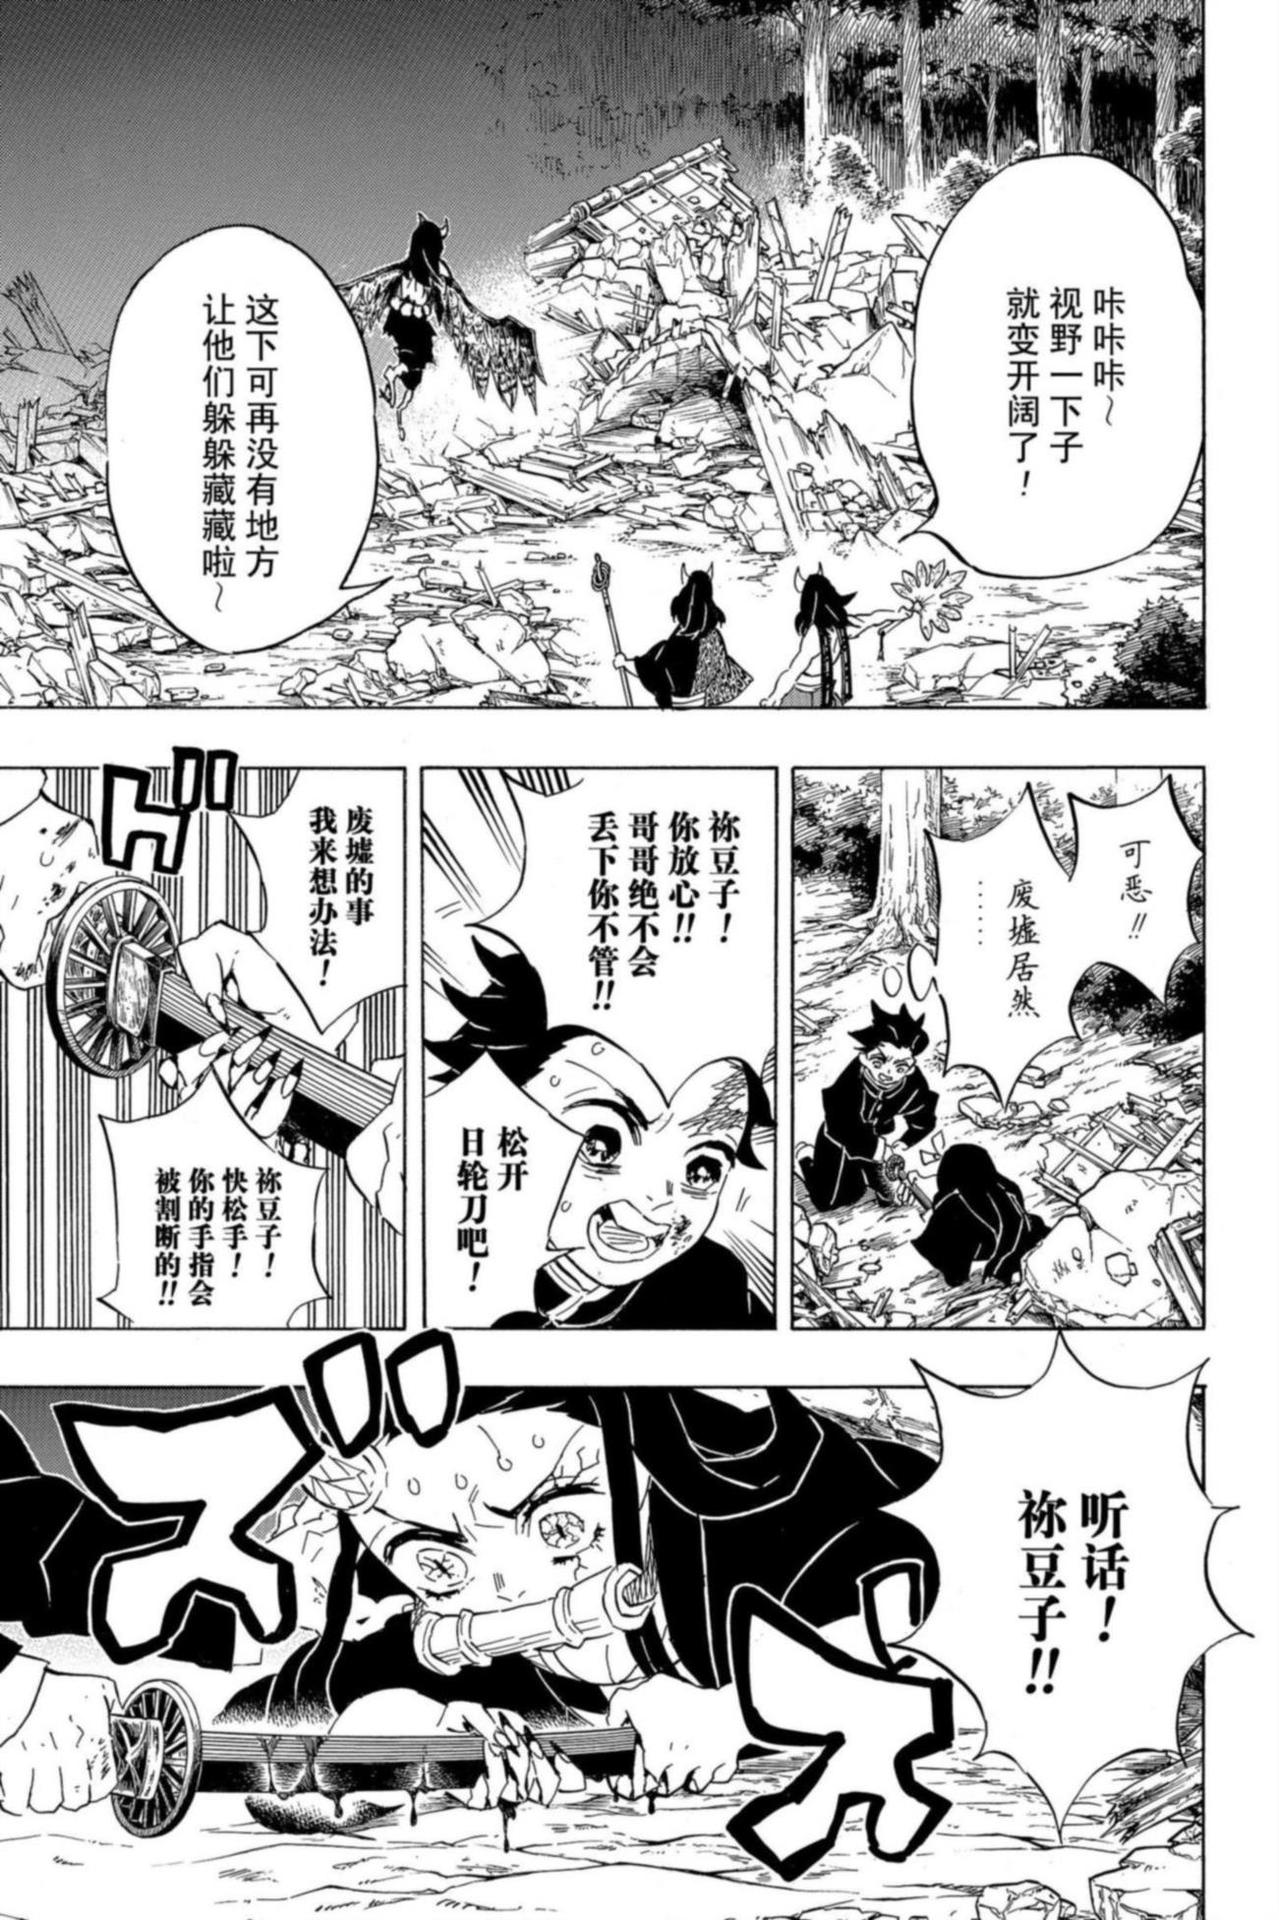 咔咔咔～
视野一下子
就变开阔了！
这下可再没有地方
让他们躲躲藏藏啦～
可恶!!
废墟居然
……
祢豆子！
你放心!!
哥哥绝不会
丢下你不管!!
松开
日轮刀吧！
废墟的事
我来想办法！
祢豆子！
快松手！
你的手指会
被割断的!!
ド
听话！
祢豆子!!